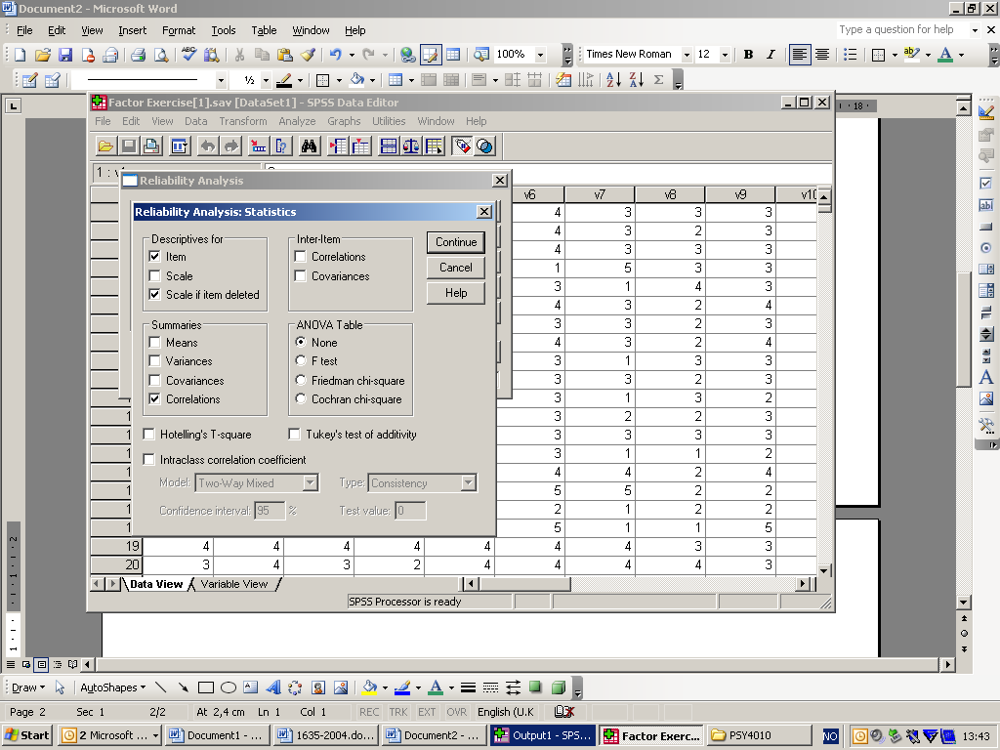 Document2 - Microsoft Word
File Edit View Insert Format Tools Table Window Help
Type a question for help
100% Times New Roman 12 B I
½
L
18
Factor Exercise[1].sav [DataSet1] - SPSS Data Editor
File Edit View Data Transform Analyze Graphs Utilities Window Help
1 :
Reliability Analysis
v6 v7 v8 v9 v10
Reliability Analysis: Statistics
Descriptives for
Item
Scale
Scale if item deleted
Inter-Item
Correlations
Covariances
Continue
Cancel
Help
Summaries
Means
Variances
Covariances
Correlations
ANOVA Table
None
F test
Friedman chi-square
Cochran chi-square
Hotelling's T-square
Tukey's test of additivity
Intraclass correlation coefficient
Model: Two-Way Mixed
Type: Consistency
Confidence interval: 95 %
Test value: 0
4 3 3 3
4 3 2 3
4 3 3 3
1 5 3 3
3 1 4 3
4 3 2 4
3 3 2 3
4 3 2 4
3 1 3 3
3 3 2 3
1 3 1 3 2
1 3 2 2 3
1 3 3 3 3
1 3 1 1 2
1 4 4 2 4
1 5 5 2 2
1 2 1 2 2
1 5 1 1 5
19 4 4 4 4 4 4 4 3 3
20 3 4 3 2 4 4 4 4 3
Data View Variable View
SPSS Processor is ready
2
1
Draw AutoShapes
A
Page 2 Sec 1 2/2 At 2,4 cm Ln 1 Col 1 REC TRK EXT OVR English (U.K
Start 2 Microsoft ... Document1 - ... 1635-2004.do... Document2 - ... Output1 - SPS... Factor Exerc... PSY4010 NO 13:43